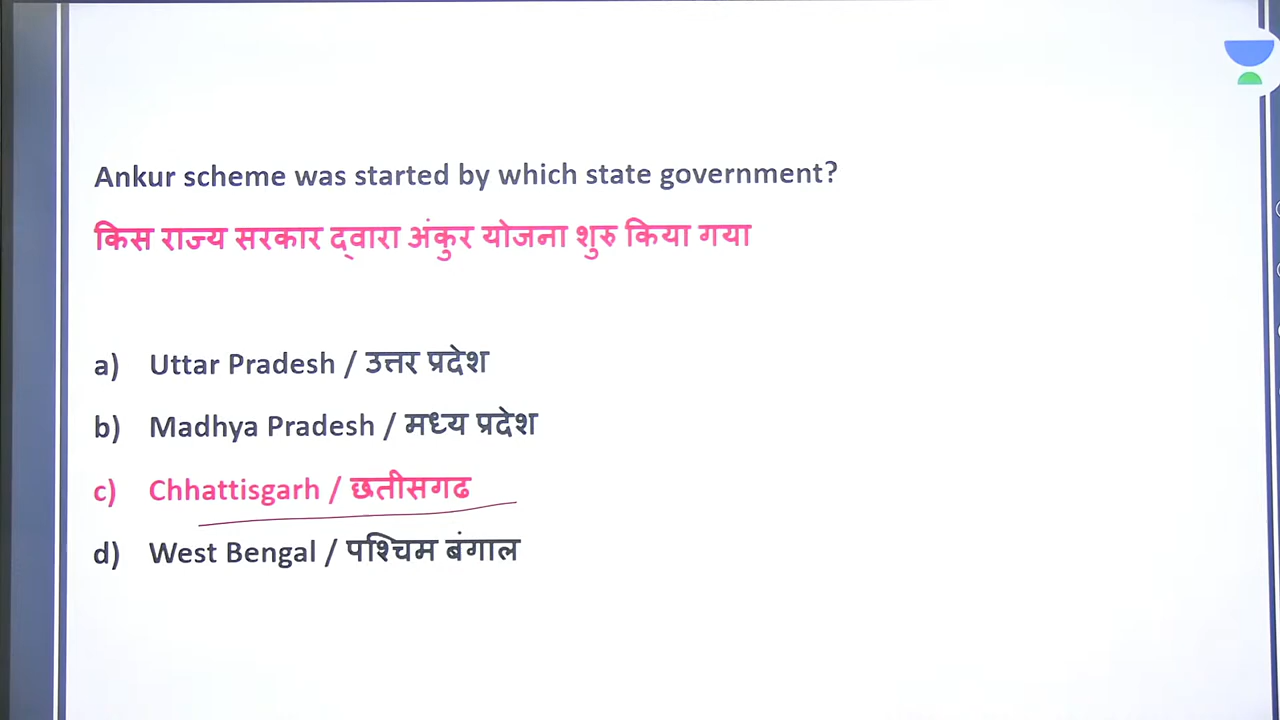 Ankur scheme was started by which state government?
किस राज्य सरकार द्वारा अंकुर योजना शुरु किया गया
a) Uttar Pradesh / उत्तर प्रदेश
b) Madhya Pradesh / मध्य प्रदेश
c) Chhattisgarh / छतीसगढ
d) West Bengal / पश्चिम बंगाल